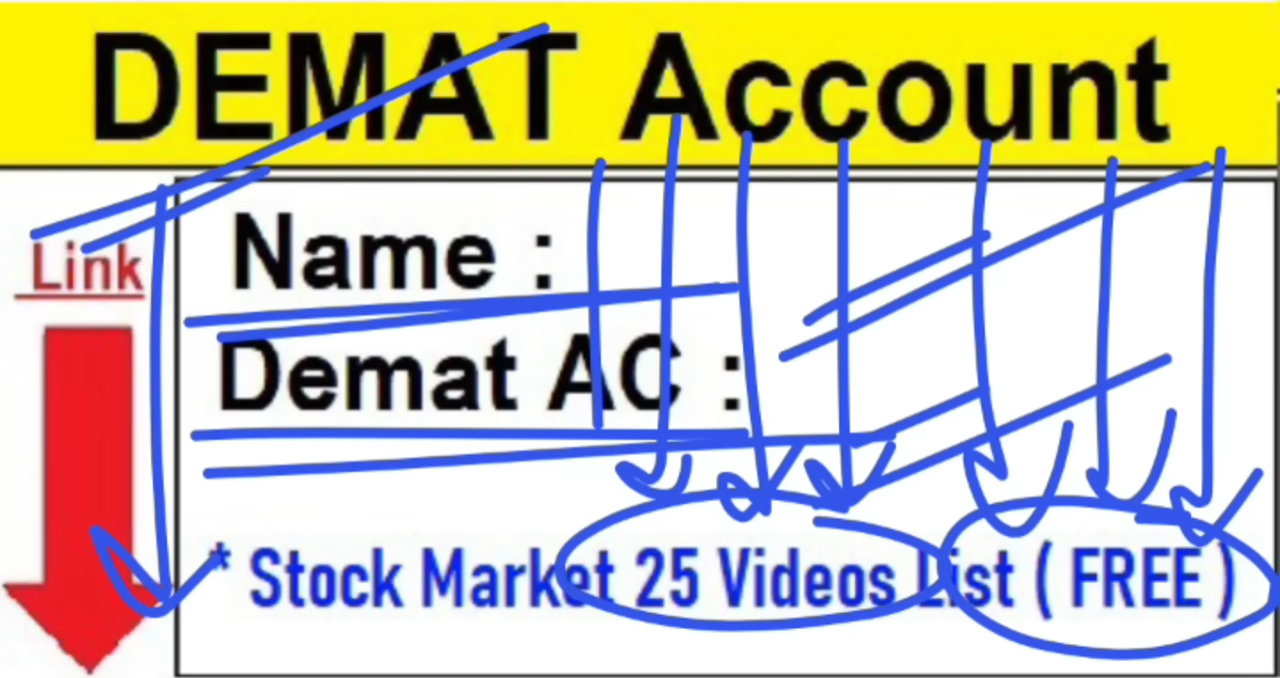 DEMAT Account
Link
Name :
Demat AC :
* Stock Market 25 Videos List ( FREE )